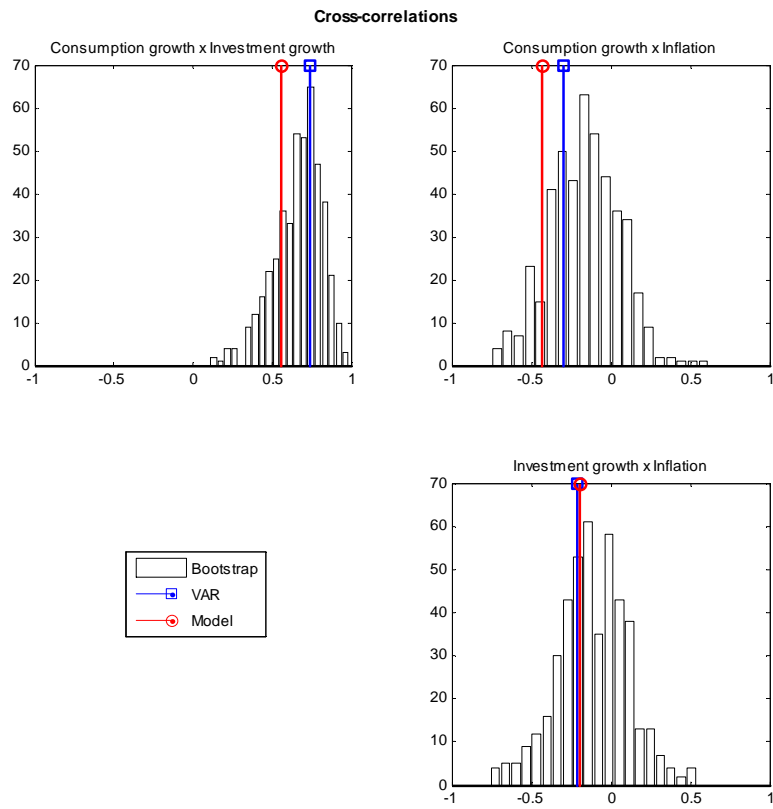 Cross-correlations
Consumption growth x Investment growth
70
60
50
40
30
20
10
0
-1 -0.5 0 0.5 1
Consumption growth x Inflation
70
60
50
40
30
20
10
0
-1 -0.5 0 0.5 1
Bootstrap
VAR
Model
Investment growth x Inflation
70
60
50
40
30
20
10
0
-1 -0.5 0 0.5 1